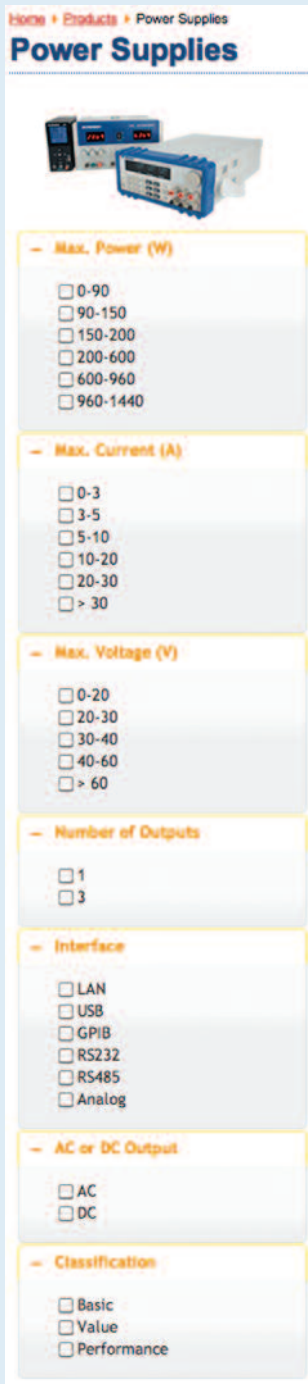 Home › Products › Power Supplies
Power Supplies
– Max. Power (W)
0-90
90-150
150-200
200-600
600-960
960-1440
– Max. Current (A)
0-3
3-5
5-10
10-20
20-30
> 30
– Max. Voltage (V)
0-20
20-30
30-40
40-60
> 60
– Number of Outputs
1
3
– Interface
LAN
USB
GPIB
RS232
RS485
Analog
– AC or DC Output
AC
DC
– Classification
Basic
Value
Performance